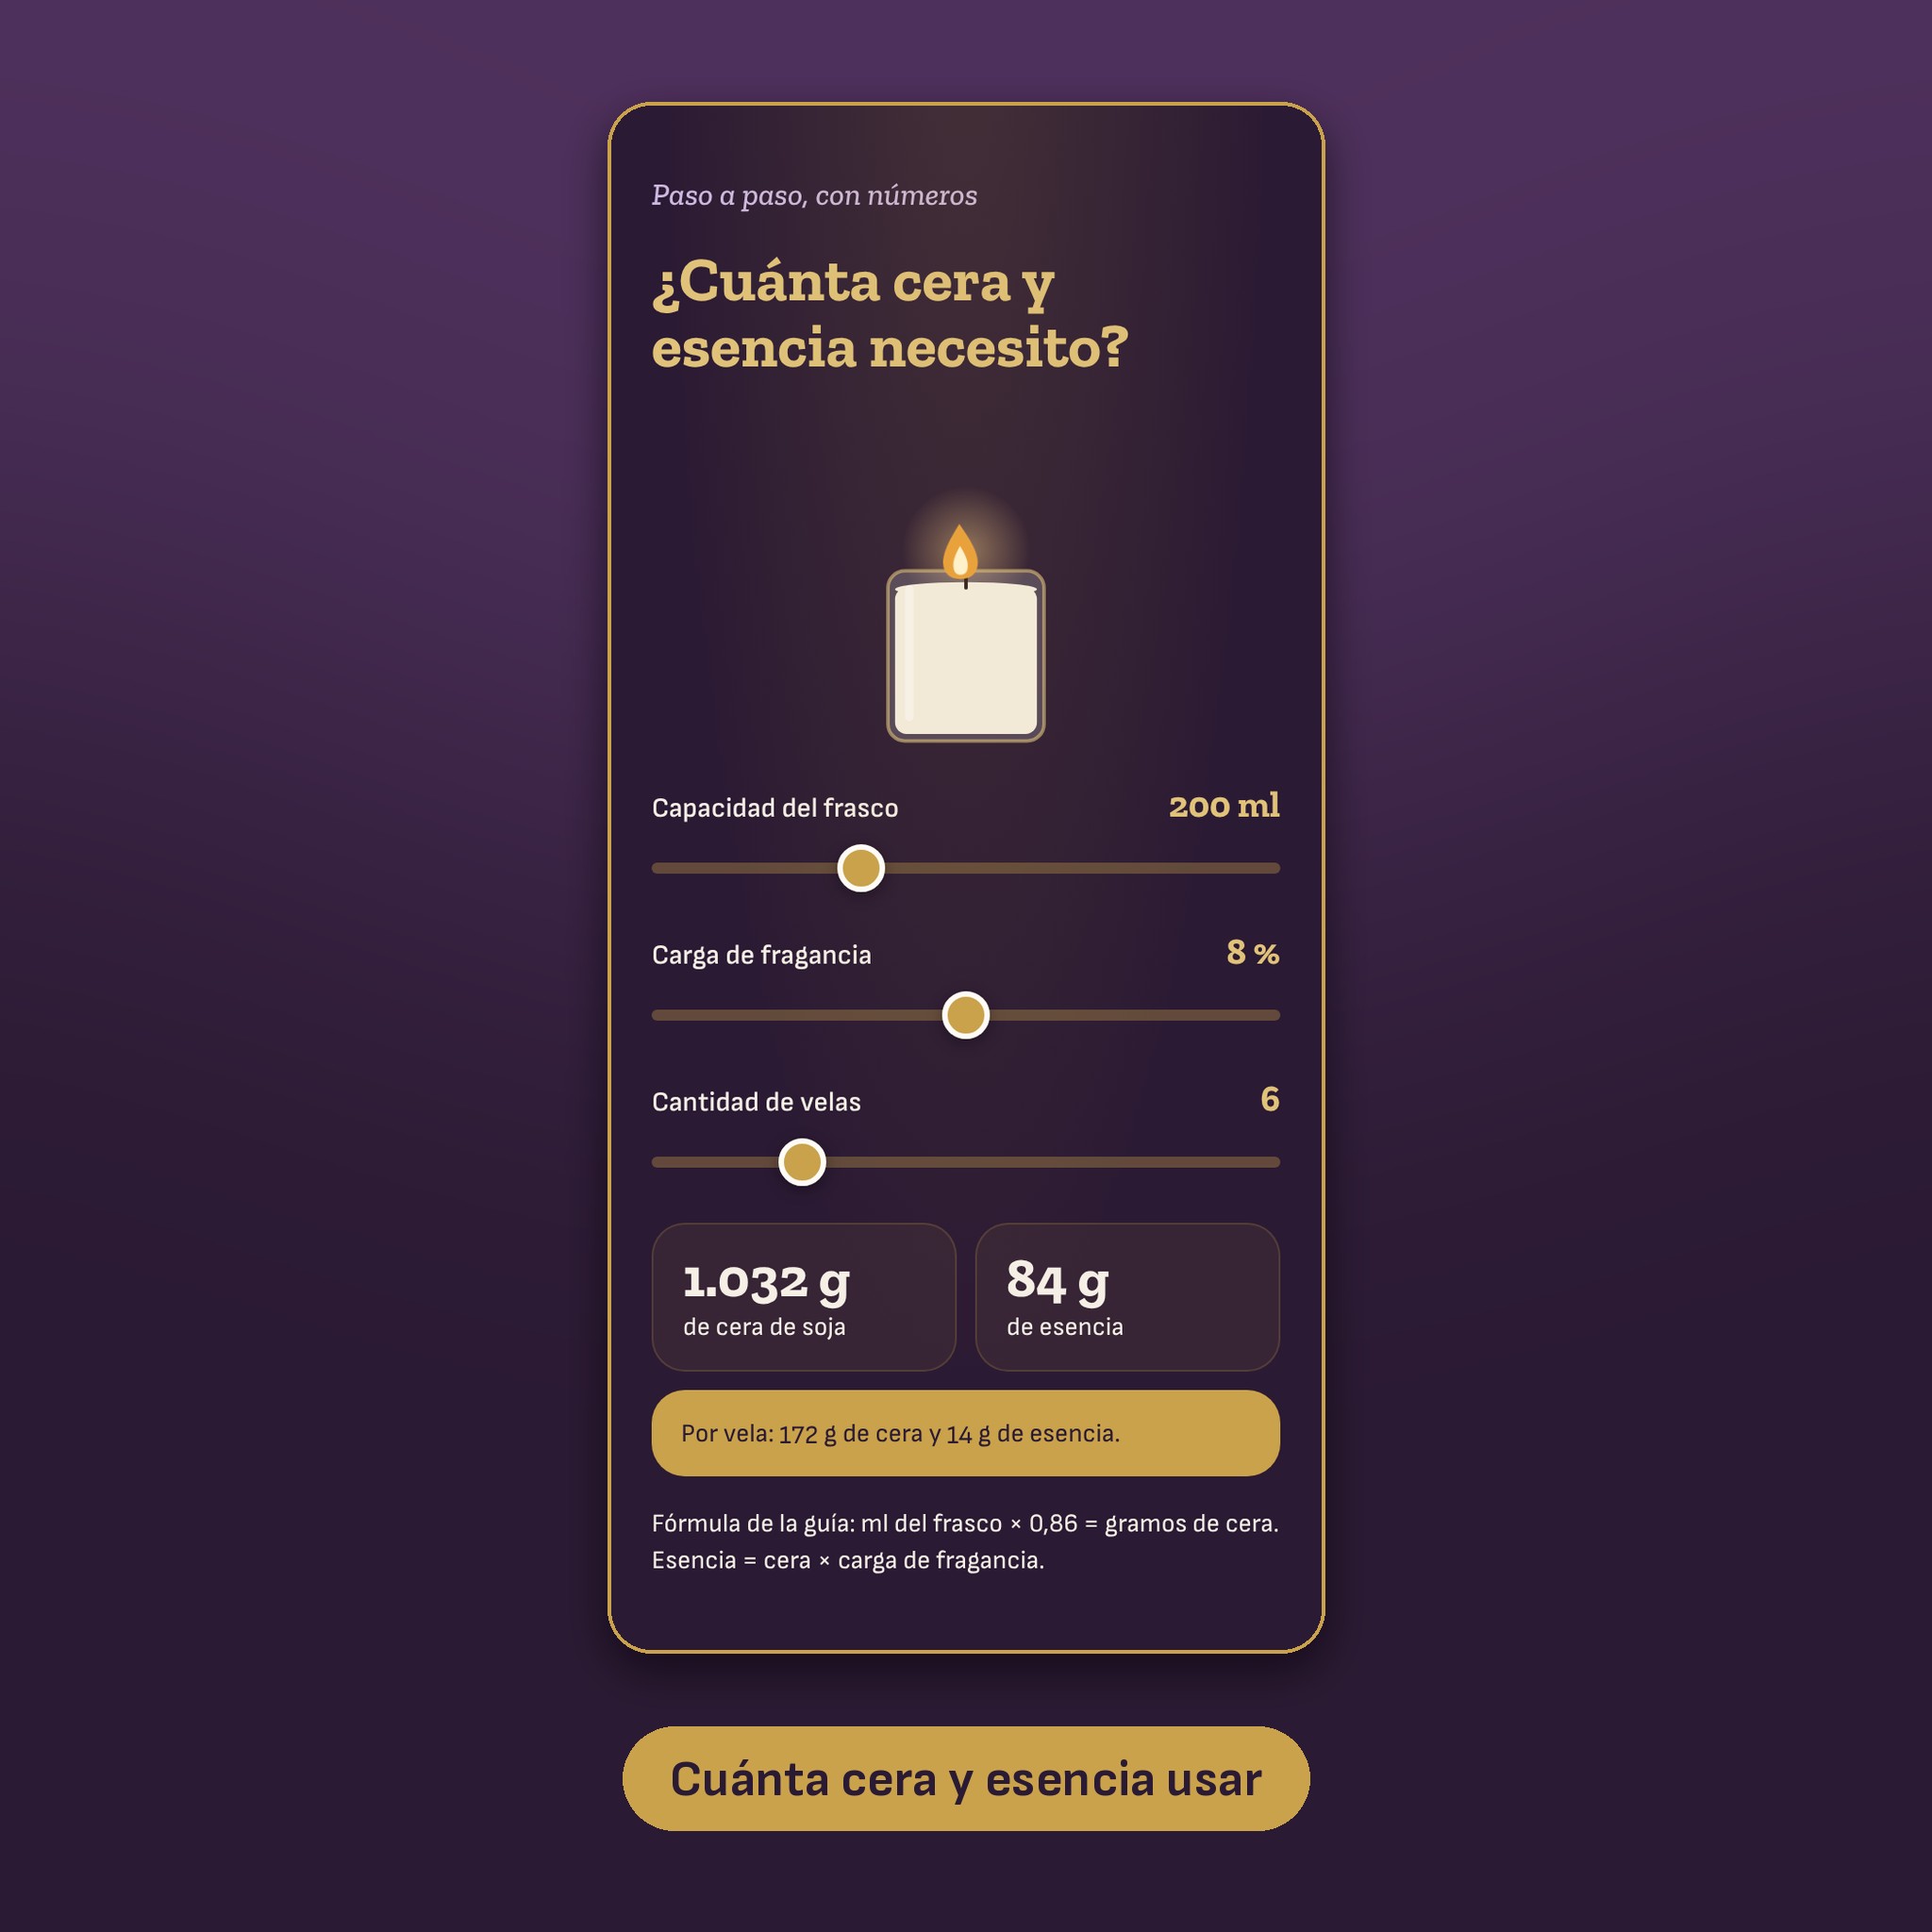 Paso a paso, con números
¿Cuánta cera y
esencia necesito?
Capacidad del frasco 200 ml
Carga de fragancia 8 %
Cantidad de velas 6
1.032 g
de cera de soja
84 g
de esencia
Por vela: 172 g de cera y 14 g de esencia.
Fórmula de la guía: ml del frasco × 0,86 = gramos de cera.
Esencia = cera × carga de fragancia.
Cuánta cera y esencia usar